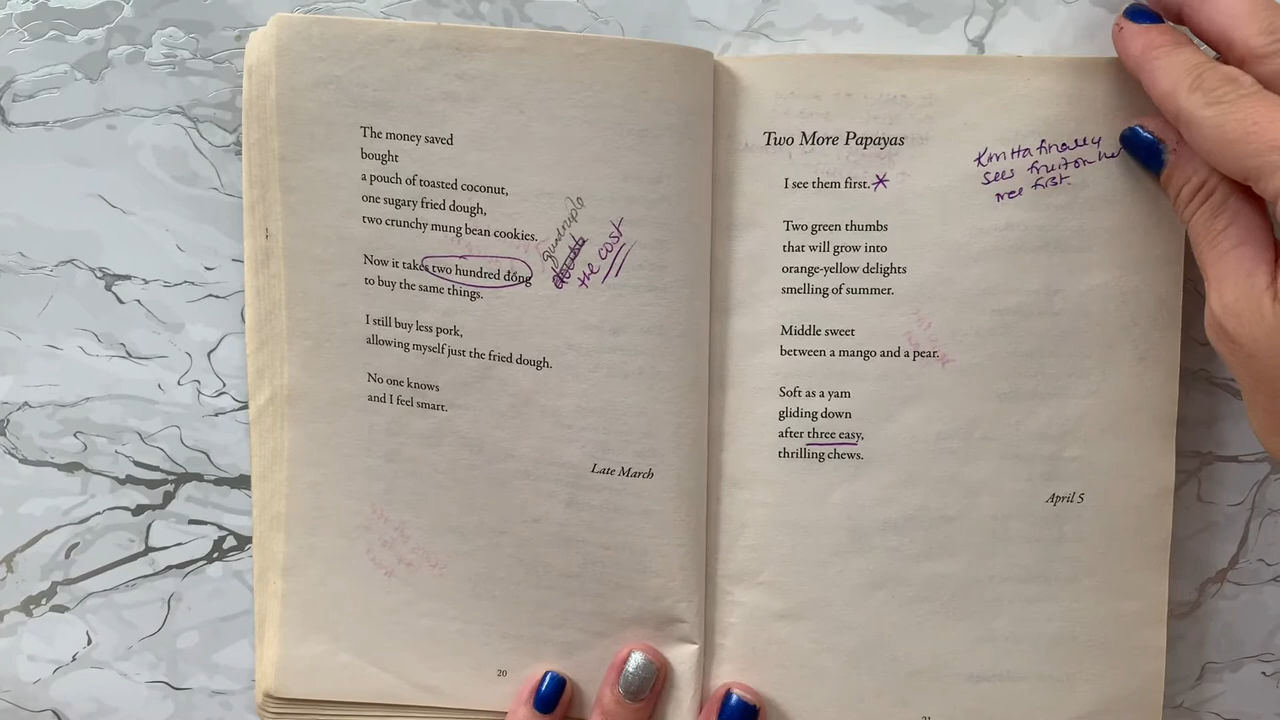 The money saved
bought
a pouch of toasted coconut,
one sugary fried dough,
two crunchy mung bean cookies.
Now it takes two hundred đồng
to buy the same things.
quadruple
double
the cost
I still buy less pork,
allowing myself just the fried dough.
No one knows
and I feel smart.
Late March
20
Two More Papayas
Kim Ha finally
sees fruit on her
tree first.
I see them first.*
Two green thumbs
that will grow into
orange-yellow delights
smelling of summer.
Middle sweet
between a mango and a pear.
Soft as a yam
gliding down
after three easy,
thrilling chews.
April 5
21